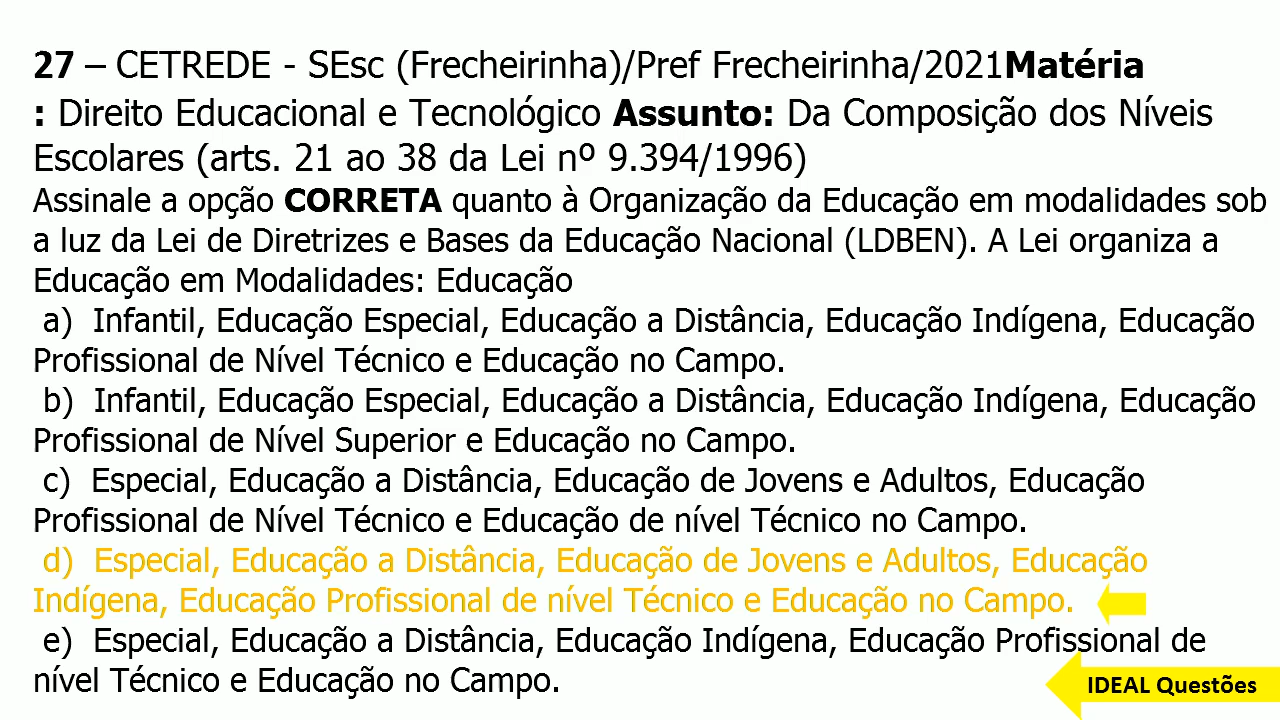 27 – CETREDE - SEsc (Frecheirinha)/Pref Frecheirinha/2021Matéria
: Direito Educacional e Tecnológico Assunto: Da Composição dos Níveis
Escolares (arts. 21 ao 38 da Lei nº 9.394/1996)
Assinale a opção CORRETA quanto à Organização da Educação em modalidades sob
a luz da Lei de Diretrizes e Bases da Educação Nacional (LDBEN). A Lei organiza a
Educação em Modalidades: Educação
a) Infantil, Educação Especial, Educação a Distância, Educação Indígena, Educação
Profissional de Nível Técnico e Educação no Campo.
b) Infantil, Educação Especial, Educação a Distância, Educação Indígena, Educação
Profissional de Nível Superior e Educação no Campo.
c) Especial, Educação a Distância, Educação de Jovens e Adultos, Educação
Profissional de Nível Técnico e Educação de nível Técnico no Campo.
d) Especial, Educação a Distância, Educação de Jovens e Adultos, Educação
Indígena, Educação Profissional de nível Técnico e Educação no Campo.
e) Especial, Educação a Distância, Educação Indígena, Educação Profissional de
nível Técnico e Educação no Campo.
IDEAL Questões